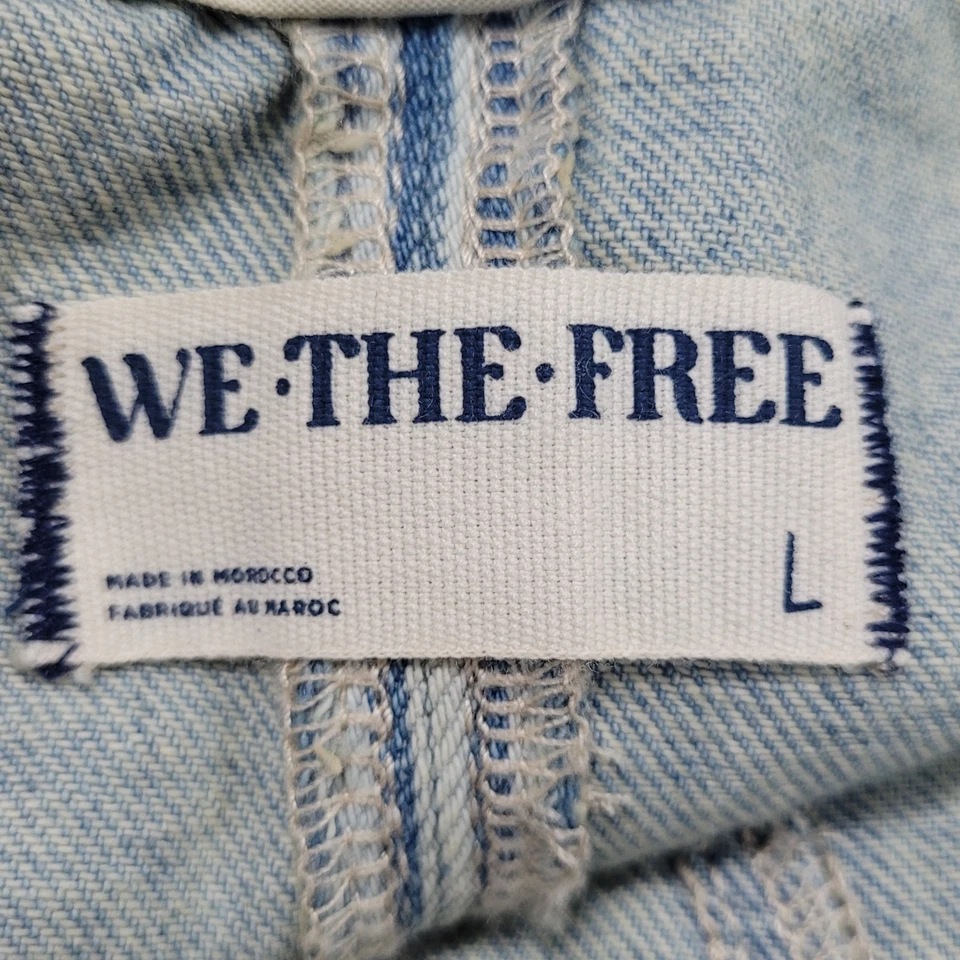 WE·THE·FREE
L
MADE IN MOROCCO
FABRIQUÉ AU MAROC